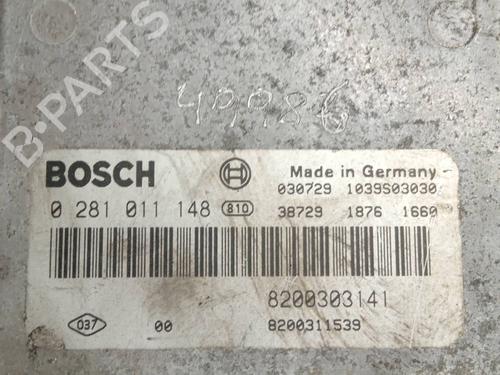 B-PARTS
49986
BOSCH
Made in Germany
030729 1039S03030
0 281 011 148 810
38729 1876 1660
8200303141
037 00 8200311539